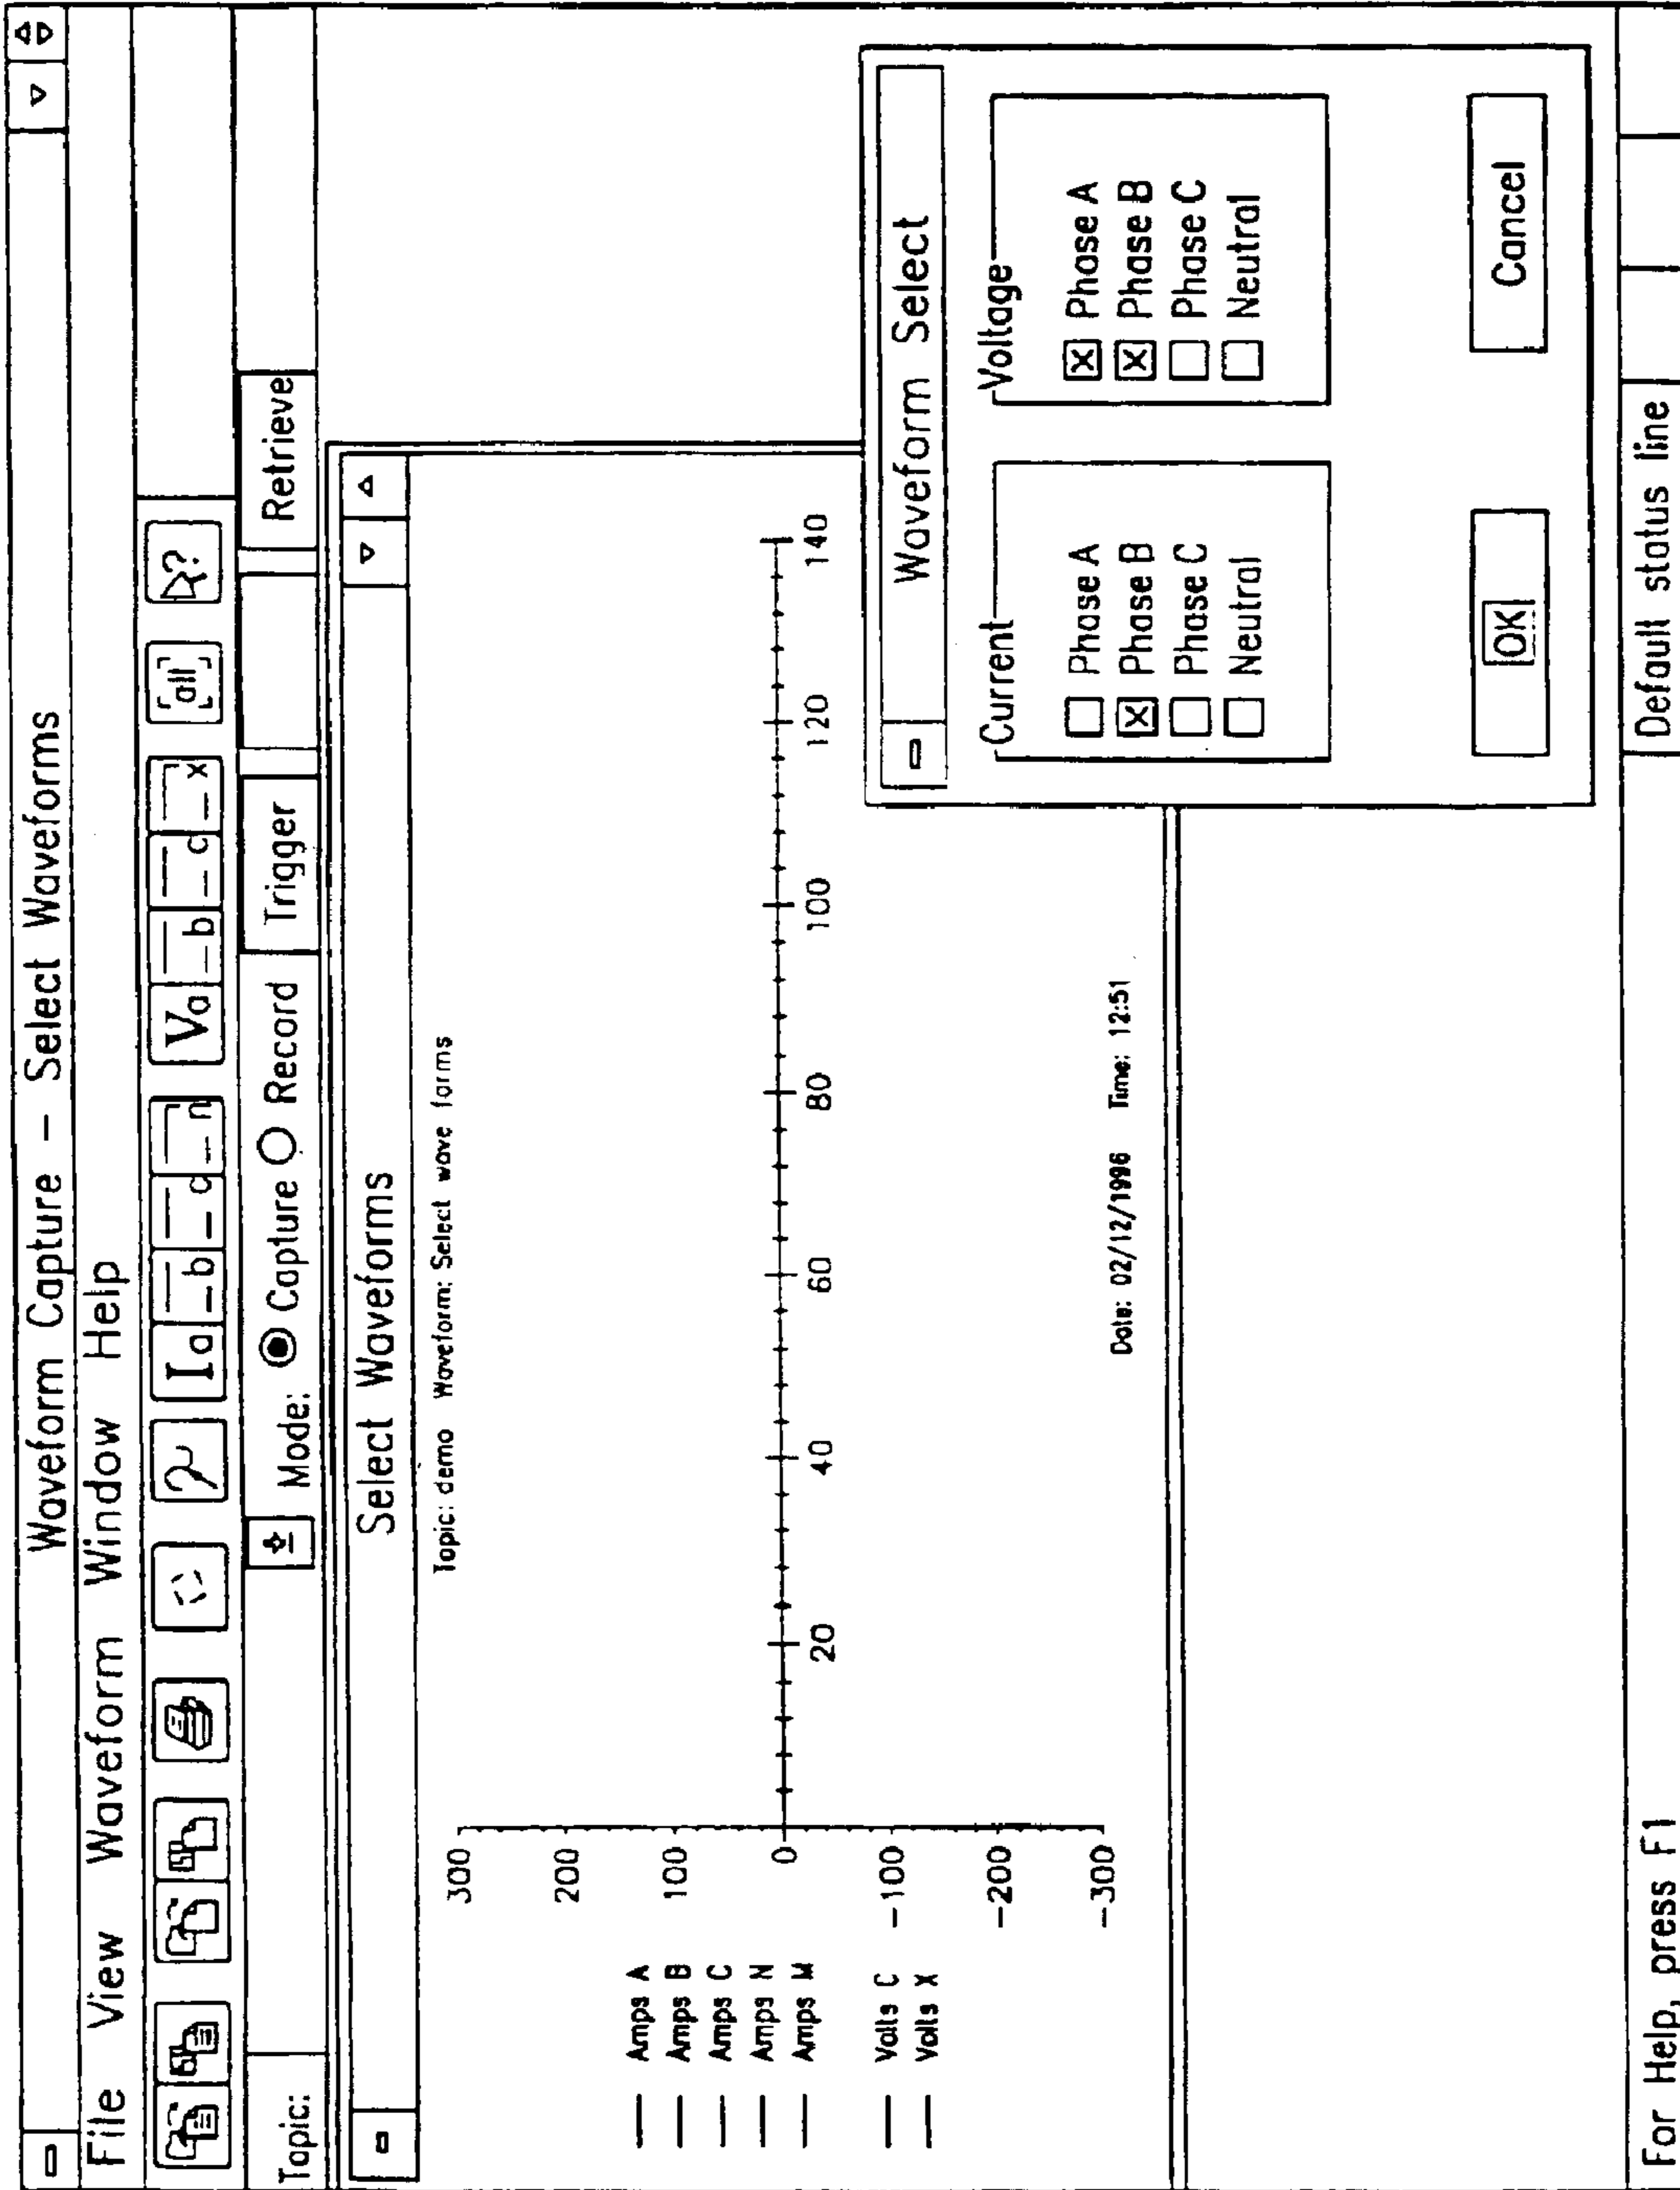 Waveform Capture – Select Waveforms
File View Waveform Window Help
I a b c n Va b c x all ?
Topic: Mode: Capture Record Trigger Retrieve
Select Waveforms
Topic: demo Waveform: Select wave forms
300
200
100
0
-100
-200
-300
20 40 60 80 100 120 140
Amps A
Amps B
Amps C
Amps N
Amps M
Volts C
Volts X
Date: 02/12/1996 Time: 12:51
Waveform Select
Current
Phase A
Phase B
Phase C
Neutral
Voltage
Phase A
Phase B
Phase C
Neutral
OK Cancel
For Help, press F1 Default status line